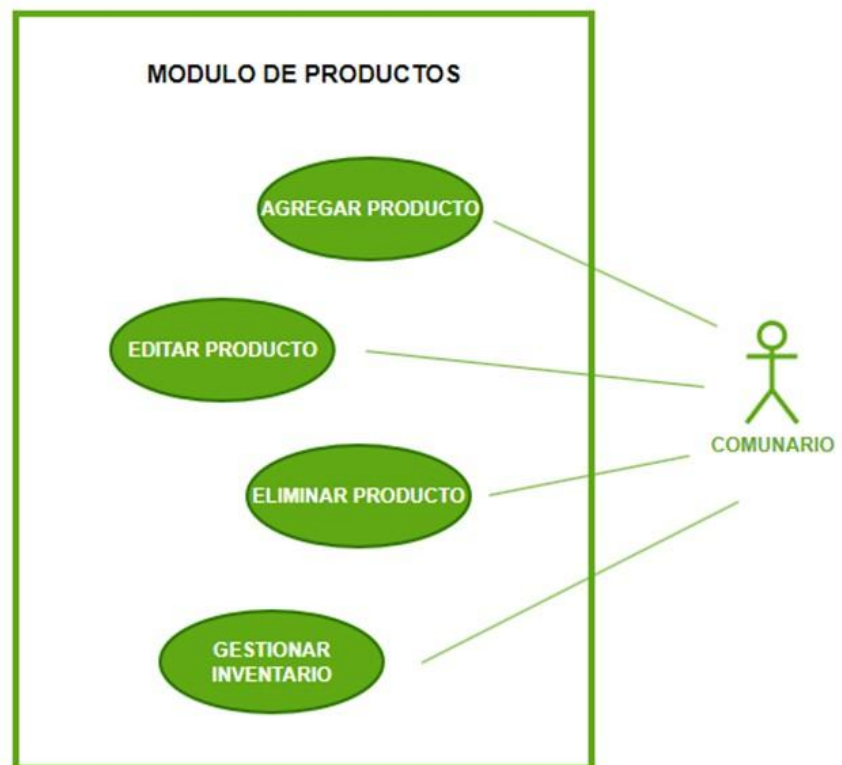 MODULO DE PRODUCTOS
AGREGAR PRODUCTO
EDITAR PRODUCTO
COMUNARIO
ELIMINAR PRODUCTO
GESTIONAR
INVENTARIO